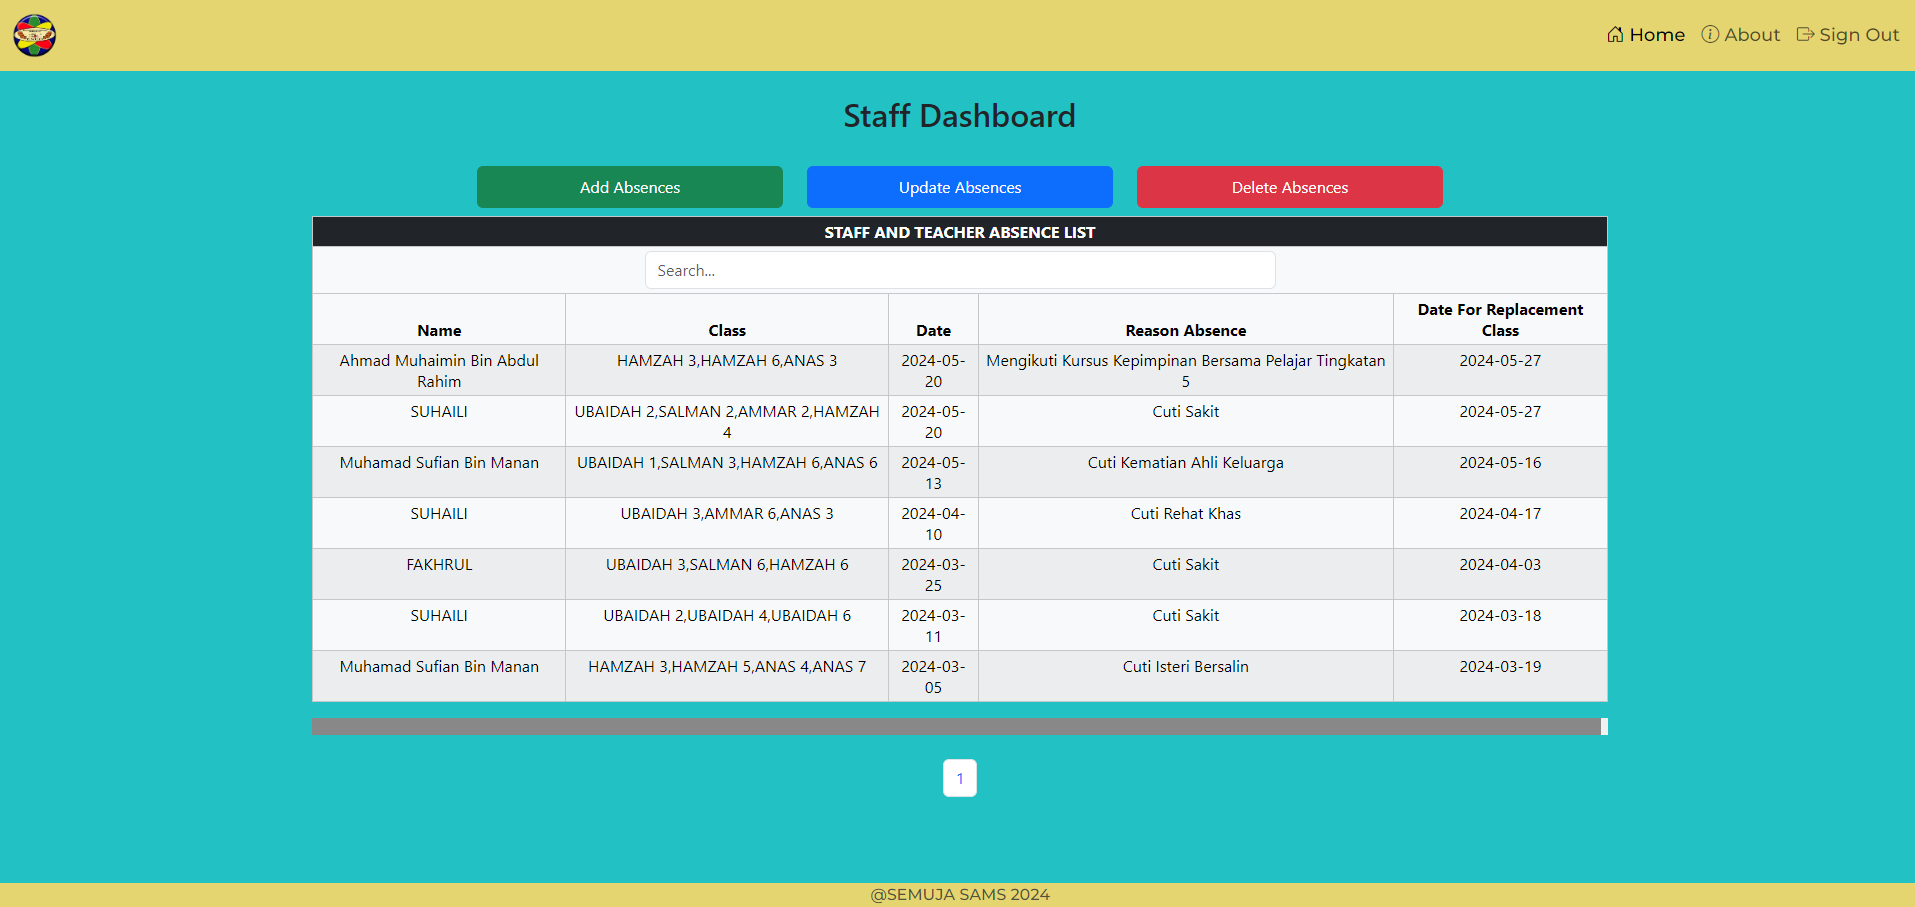 Home About Sign Out
Staff Dashboard
Add Absences Update Absences Delete Absences
STAFF AND TEACHER ABSENCE LIST
Search...
Name Class Date Reason Absence Date For Replacement Class
Ahmad Muhaimin Bin Abdul Rahim HAMZAH 3,HAMZAH 6,ANAS 3 2024-05-20 Mengikuti Kursus Kepimpinan Bersama Pelajar Tingkatan 5 2024-05-27
SUHAILI UBAIDAH 2,SALMAN 2,AMMAR 2,HAMZAH 4 2024-05-20 Cuti Sakit 2024-05-27
Muhamad Sufian Bin Manan UBAIDAH 1,SALMAN 3,HAMZAH 6,ANAS 6 2024-05-13 Cuti Kematian Ahli Keluarga 2024-05-16
SUHAILI UBAIDAH 3,AMMAR 6,ANAS 3 2024-04-10 Cuti Rehat Khas 2024-04-17
FAKHRUL UBAIDAH 3,SALMAN 6,HAMZAH 6 2024-03-25 Cuti Sakit 2024-04-03
SUHAILI UBAIDAH 2,UBAIDAH 4,UBAIDAH 6 2024-03-11 Cuti Sakit 2024-03-18
Muhamad Sufian Bin Manan HAMZAH 3,HAMZAH 5,ANAS 4,ANAS 7 2024-03-05 Cuti Isteri Bersalin 2024-03-19
1
@SEMUJA SAMS 2024